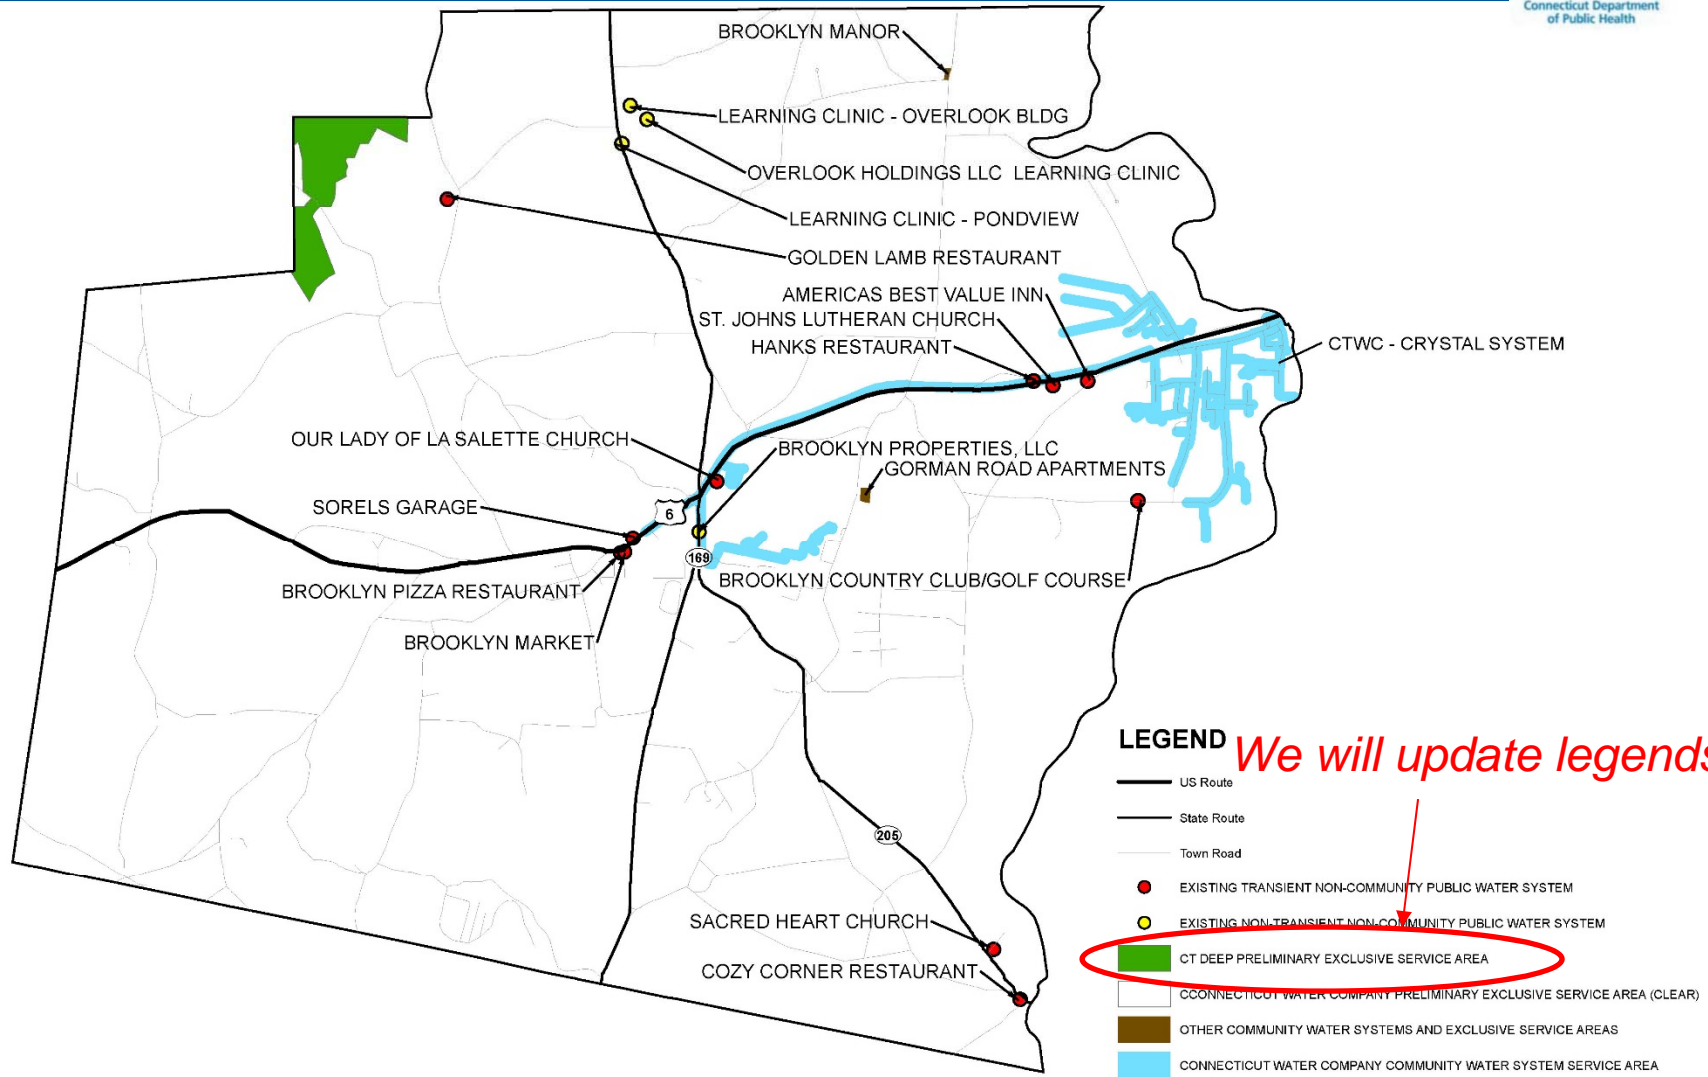 Connecticut Department
of Public Health
BROOKLYN MANOR
LEARNING CLINIC - OVERLOOK BLDG
OVERLOOK HOLDINGS LLC LEARNING CLINIC
LEARNING CLINIC - PONDVIEW
GOLDEN LAMB RESTAURANT
AMERICAS BEST VALUE INN
ST. JOHNS LUTHERAN CHURCH
HANKS RESTAURANT
CTWC - CRYSTAL SYSTEM
OUR LADY OF LA SALETTE CHURCH
BROOKLYN PROPERTIES, LLC
GORMAN ROAD APARTMENTS
SORELS GARAGE
6
169
BROOKLYN COUNTRY CLUB/GOLF COURSE
BROOKLYN PIZZA RESTAURANT
BROOKLYN MARKET
205
SACRED HEART CHURCH
COZY CORNER RESTAURANT
LEGEND
We will update legends
US Route
State Route
Town Road
EXISTING TRANSIENT NON-COMMUNITY PUBLIC WATER SYSTEM
EXISTING NON-TRANSIENT NON-COMMUNITY PUBLIC WATER SYSTEM
CT DEEP PRELIMINARY EXCLUSIVE SERVICE AREA
CCONNECTICUT WATER COMPANY PRELIMINARY EXCLUSIVE SERVICE AREA (CLEAR)
OTHER COMMUNITY WATER SYSTEMS AND EXCLUSIVE SERVICE AREAS
CONNECTICUT WATER COMPANY COMMUNITY WATER SYSTEM SERVICE AREA